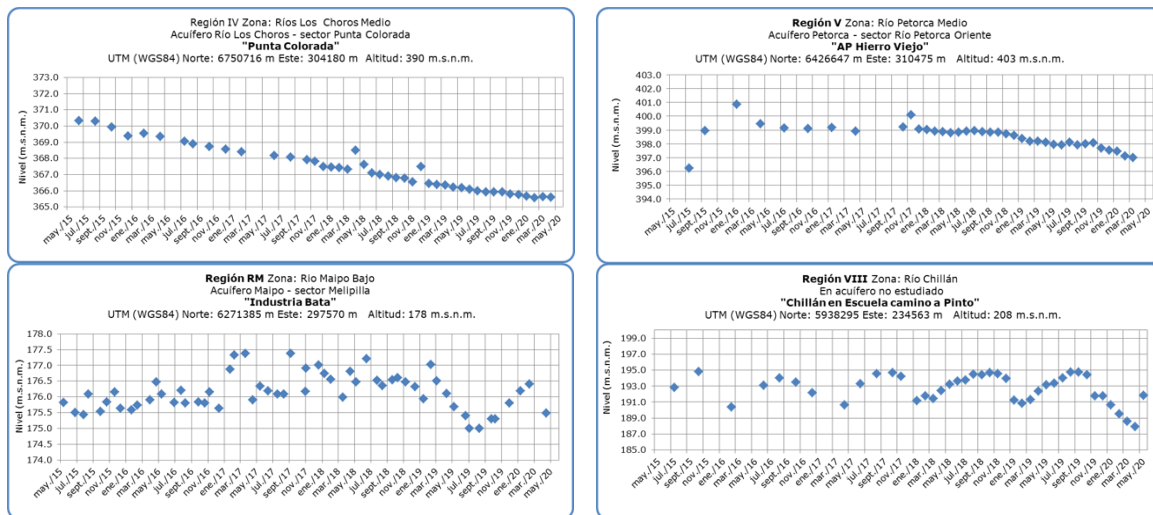 Región IV Zona: Ríos Los Choros Medio
Acuífero Río Los Choros - sector Punta Colorada
"Punta Colorada"
UTM (WGS84) Norte: 6750716 m Este: 304180 m Altitud: 390 m.s.n.m.
Nivel (m.s.n.m.)
373.0
372.0
371.0
370.0
369.0
368.0
367.0
366.0
365.0
may./15
jul./15
sept./15
nov./15
ene./16
mar./16
may./16
jul./16
sept./16
nov./16
ene./17
mar./17
may./17
jul./17
sept./17
nov./17
ene./18
mar./18
may./18
jul./18
sept./18
nov./18
ene./19
mar./19
may./19
jul./19
sept./19
nov./19
ene./20
mar./20
may./20
Región V Zona: Río Petorca Medio
Acuífero Petorca - sector Río Petorca Oriente
"AP Hierro Viejo"
UTM (WGS84) Norte: 6426647 m Este: 310475 m Altitud: 403 m.s.n.m.
Nivel (m.s.n.m.)
403.0
402.0
401.0
400.0
399.0
398.0
397.0
396.0
395.0
394.0
may./15
jul./15
sept./15
nov./15
ene./16
mar./16
may./16
jul./16
sept./16
nov./16
ene./17
mar./17
may./17
jul./17
sept./17
nov./17
ene./18
mar./18
may./18
jul./18
sept./18
nov./18
ene./19
mar./19
may./19
jul./19
sept./19
nov./19
ene./20
mar./20
may./20
Región RM Zona: Rio Maipo Bajo
Acuífero Maipo - sector Melipilla
"Industria Bata"
UTM (WGS84) Norte: 6271385 m Este: 297570 m Altitud: 178 m.s.n.m.
Nivel (m.s.n.m.)
178.0
177.5
177.0
176.5
176.0
175.5
175.0
174.5
174.0
may./15
jul./15
sept./15
nov./15
ene./16
mar./16
may./16
jul./16
sept./16
nov./16
ene./17
mar./17
may./17
jul./17
sept./17
nov./17
ene./18
mar./18
may./18
jul./18
sept./18
nov./18
ene./19
mar./19
may./19
jul./19
sept./19
nov./19
ene./20
mar./20
may./20
Región VIII Zona: Río Chillán
En acuífero no estudiado
"Chillán en Escuela camino a Pinto"
UTM (WGS84) Norte: 5938295 Este: 234563 m Altitud: 208 m.s.n.m.
Nivel (m.s.n.m.)
199.0
197.0
195.0
193.0
191.0
189.0
187.0
185.0
may./15
jul./15
sept./15
nov./15
ene./16
mar./16
may./16
jul./16
sept./16
nov./16
ene./17
mar./17
may./17
jul./17
sept./17
nov./17
ene./18
mar./18
may./18
jul./18
sept./18
nov./18
ene./19
mar./19
may./19
jul./19
sept./19
nov./19
ene./20
mar./20
may./20